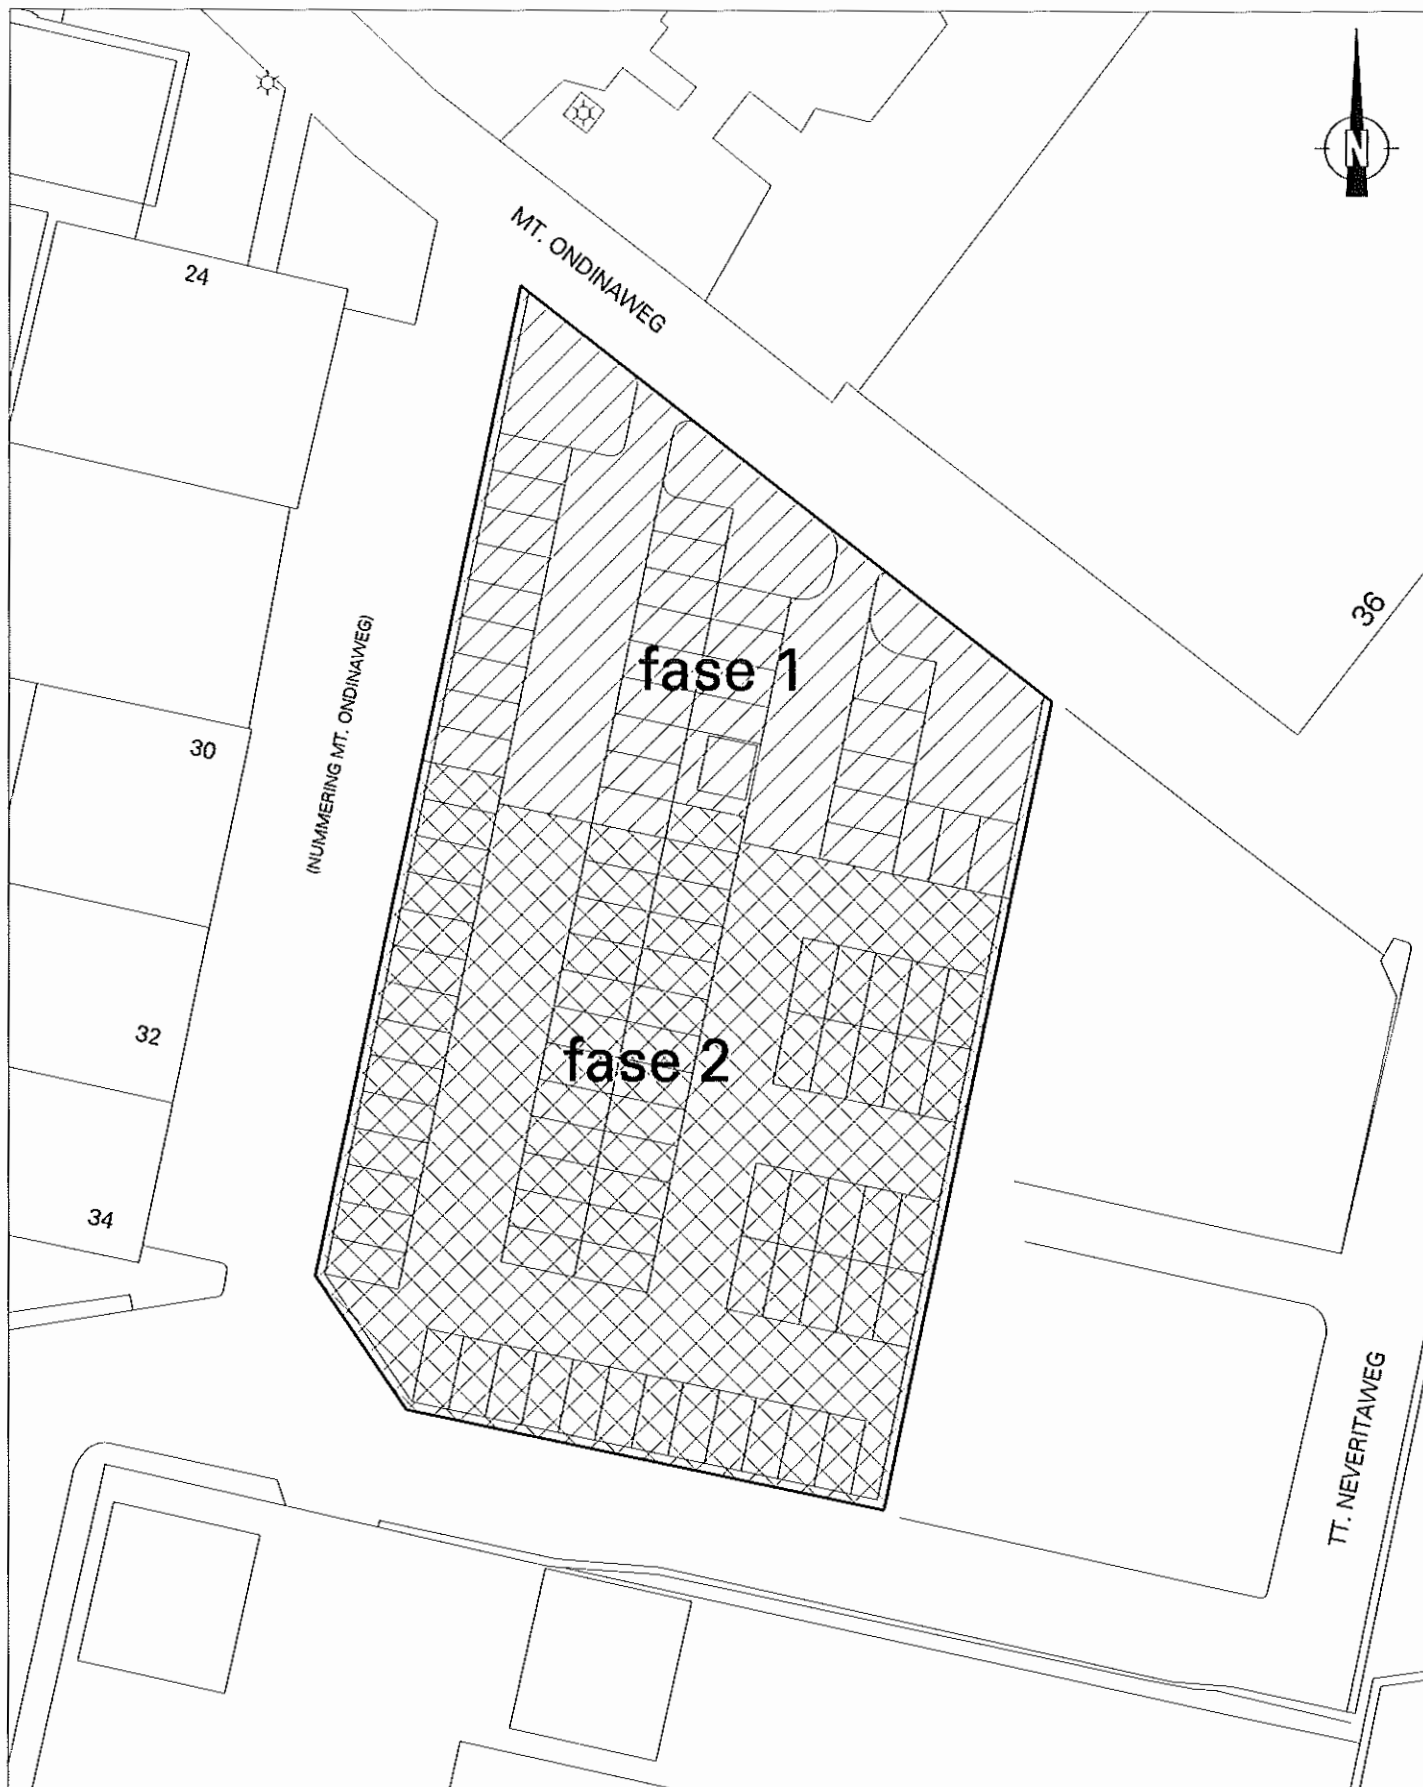 N
24
MT. ONDINAWEG
36
(NUMMERING MT. ONDINAWEG)
fase 1
30
32
fase 2
34
TT. NEVERITAWEG